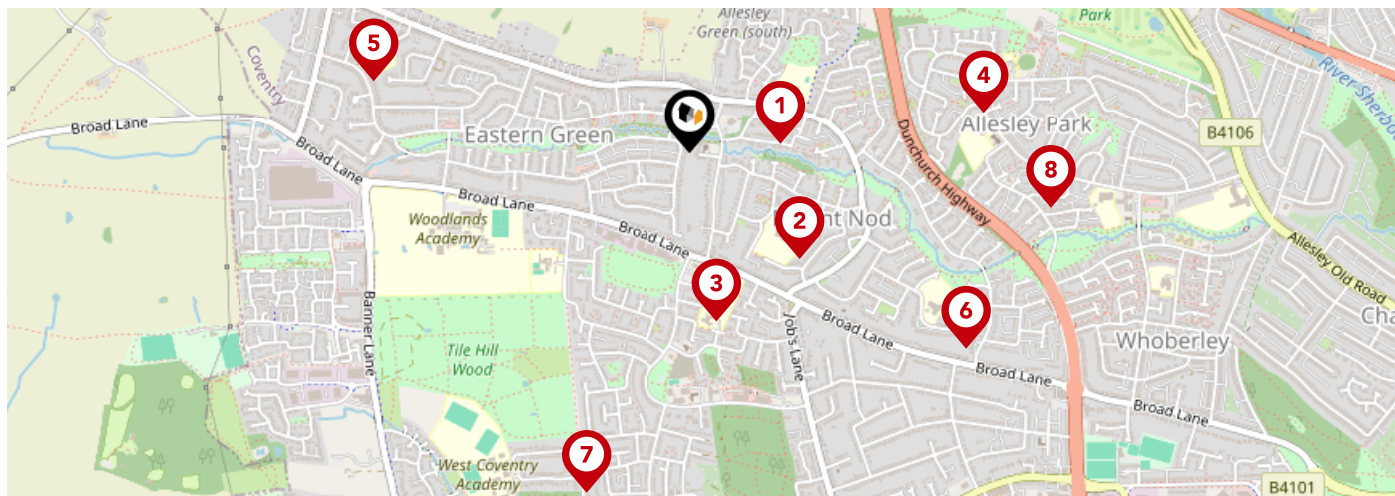 Allesley
Green (south)
Park
5
4
1
Coventry
River Sherbo
Broad Lane
Eastern Green
Allesley Park
B4106
Dunchurch Highway
Broad Lane
8
Broad Lane
Woodlands
Academy
2
nt Nod
Broad Lane
Allesley Old Road
3
6
Banner Lane
Job's Lane
Broad Lane
Cha
Whoberley
Tile Hill
Wood
Broad Lane
Broad Lane
7
West Coventry
Academy
B4101